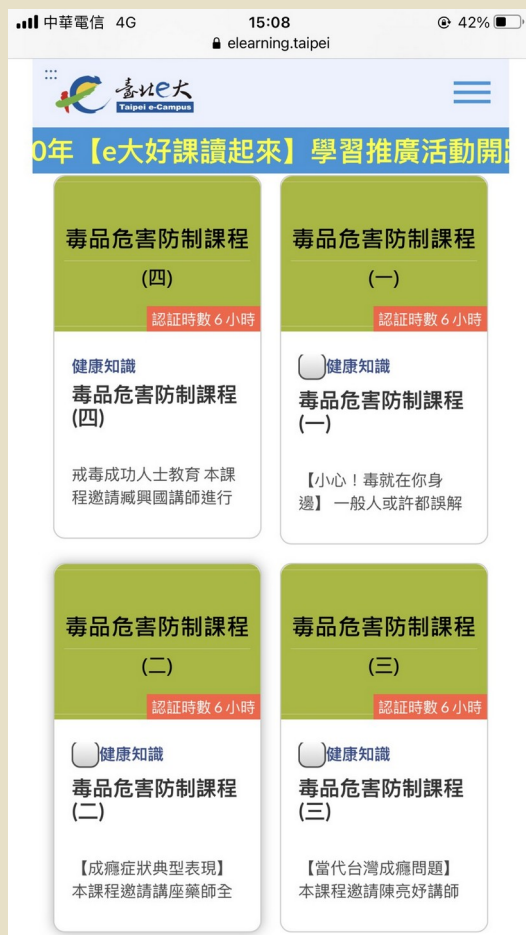 中華電信 4G 15:08 42%
elearning.taipei
臺北e大
Taipei e-Campus
0年【e大好課讀起來】學習推廣活動開
毒品危害防制課程
(四)
認証時數6小時
健康知識
毒品危害防制課程
(四)
戒毒成功人士教育 本課
程邀請臧興國講師進行
毒品危害防制課程
(一)
認証時數6小時
健康知識
毒品危害防制課程
(一)
【小心！毒就在你身
邊】 一般人或許都誤解
毒品危害防制課程
(二)
認証時數6小時
健康知識
毒品危害防制課程
(二)
【成癮症狀典型表現】
本課程邀請講座藥師全
毒品危害防制課程
(三)
認証時數6小時
健康知識
毒品危害防制課程
(三)
【當代台灣成癮問題】
本課程邀請陳亮妤講師